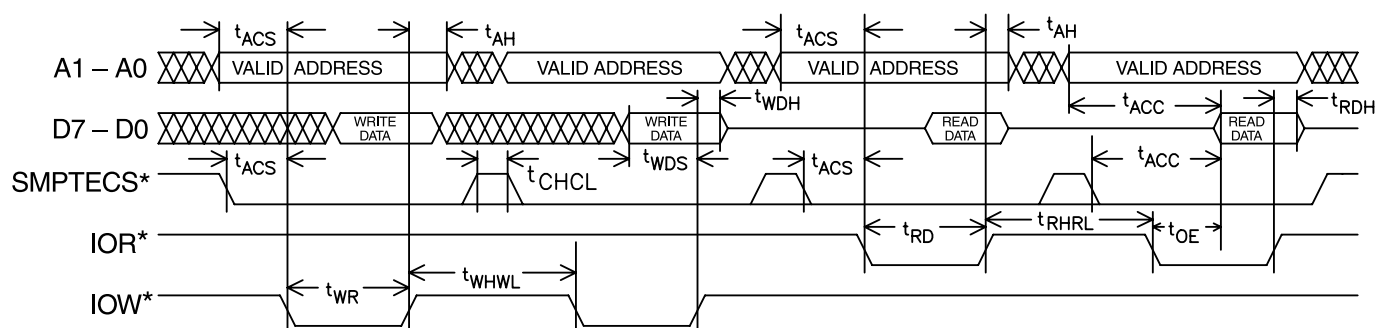 tACS tAH tACS tAH
A1 – A0 VALID ADDRESS VALID ADDRESS VALID ADDRESS VALID ADDRESS
tWDH tACC tRDH
D7 – D0 WRITE DATA WRITE DATA READ DATA READ DATA
tACS tCHCL tWDS tACS tACC
SMPTECS*
IOR* tRD tRHRL tOE
IOW* tWR tWHWL